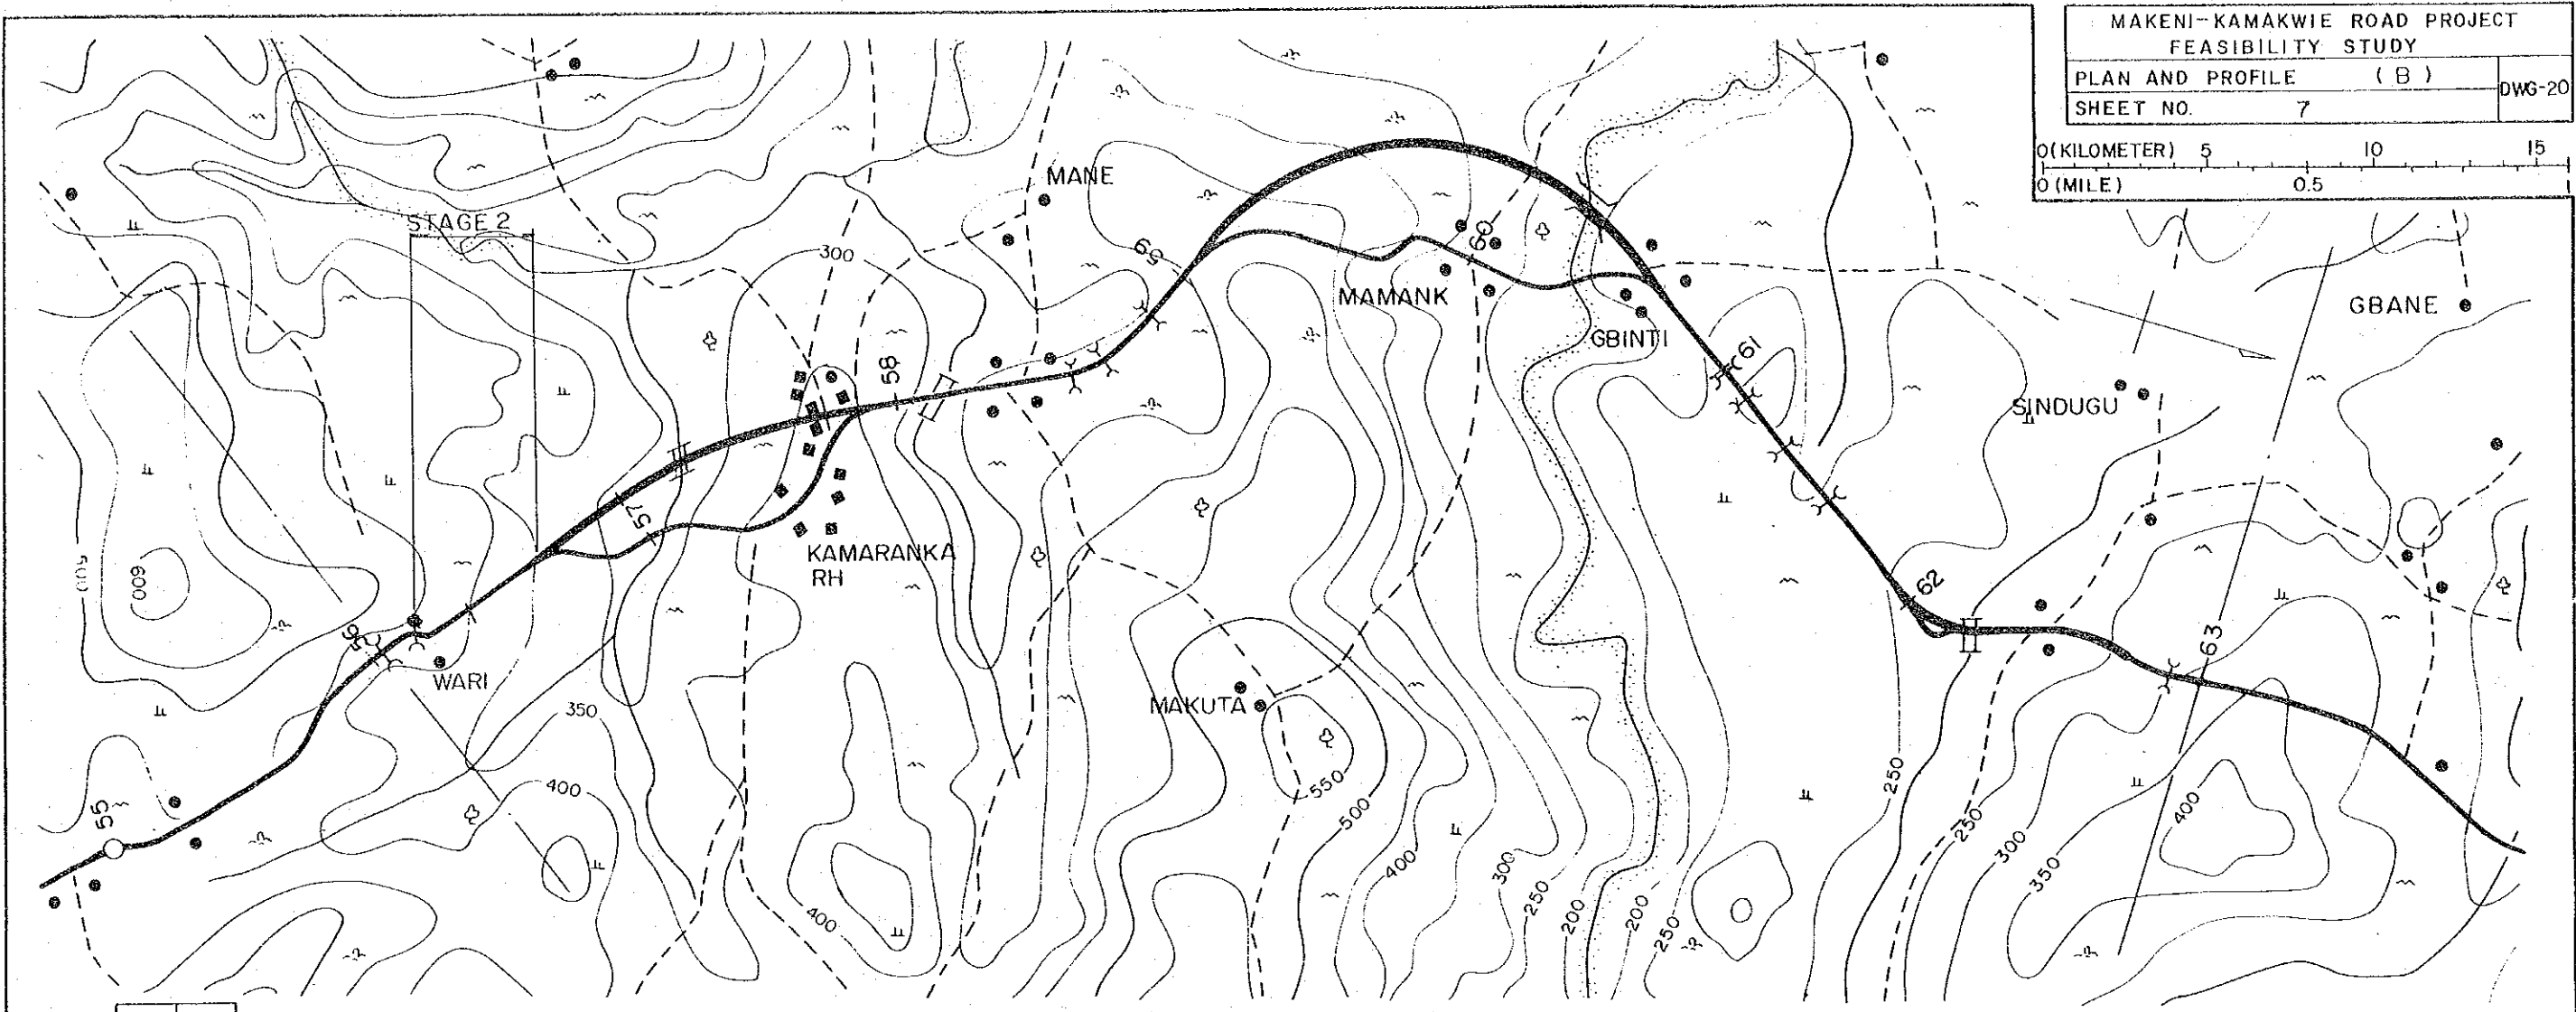 MAKENI-KAMAKWIE ROAD PROJECT
FEASIBILITY STUDY
PLAN AND PROFILE (B)
DWG-20
SHEET NO. 7
0(KILOMETER) 5 10 15
0(MILE) 0.5
STAGE 2
MANE
300
59
60
MAMANK
GBINTI
61
GBANE
SINDUGU
58
57
KAMARANKA
RH
600
56
WARI
62
63
350
MAKUTA
400
55
550
500
400
300
250
200
200
250
250
250
300
350
400
400